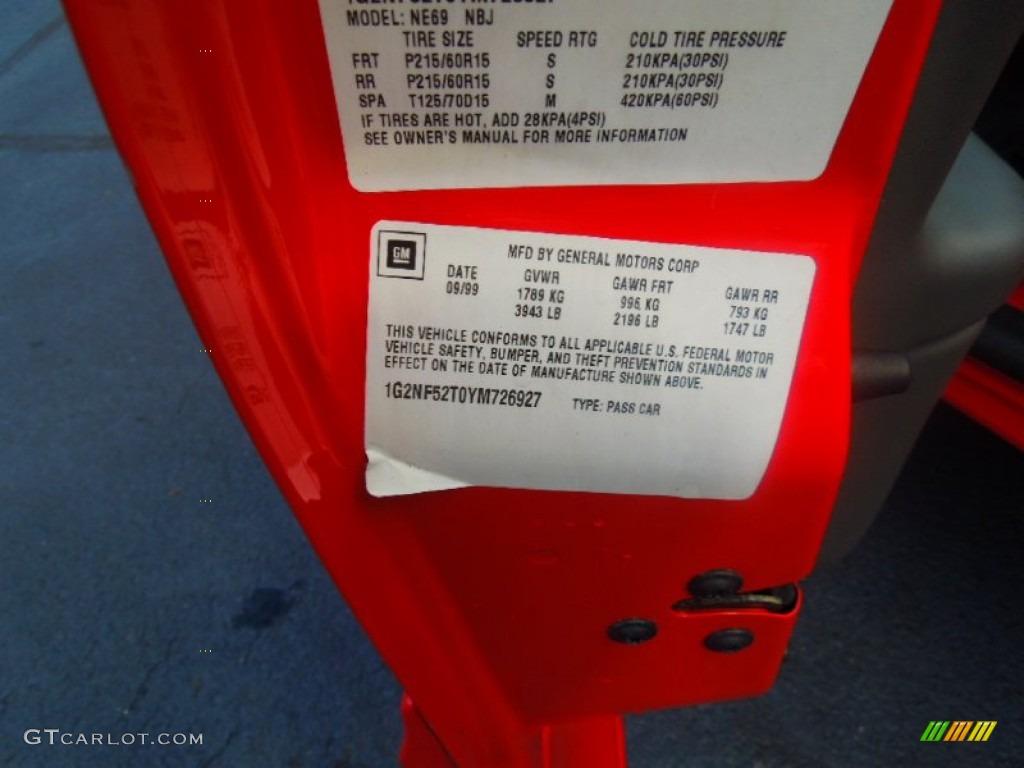 MODEL: NE69 NBJ
TIRE SIZE SPEED RTG COLD TIRE PRESSURE
FRT P215/60R15 S 210KPA(30PSI)
RR P215/60R15 S 210KPA(30PSI)
SPA T125/70D15 M 420KPA(60PSI)
IF TIRES ARE HOT, ADD 28KPA(4PSI)
SEE OWNER'S MANUAL FOR MORE INFORMATION
GM
MFD BY GENERAL MOTORS CORP
DATE GVWR GAWR FRT GAWR RR
09/99 1789 KG 996 KG 793 KG
3943 LB 2196 LB 1747 LB
THIS VEHICLE CONFORMS TO ALL APPLICABLE U.S. FEDERAL MOTOR
VEHICLE SAFETY, BUMPER, AND THEFT PREVENTION STANDARDS IN
EFFECT ON THE DATE OF MANUFACTURE SHOWN ABOVE.
1G2NF52T0YM726927 TYPE: PASS CAR
GTCARLOT.COM